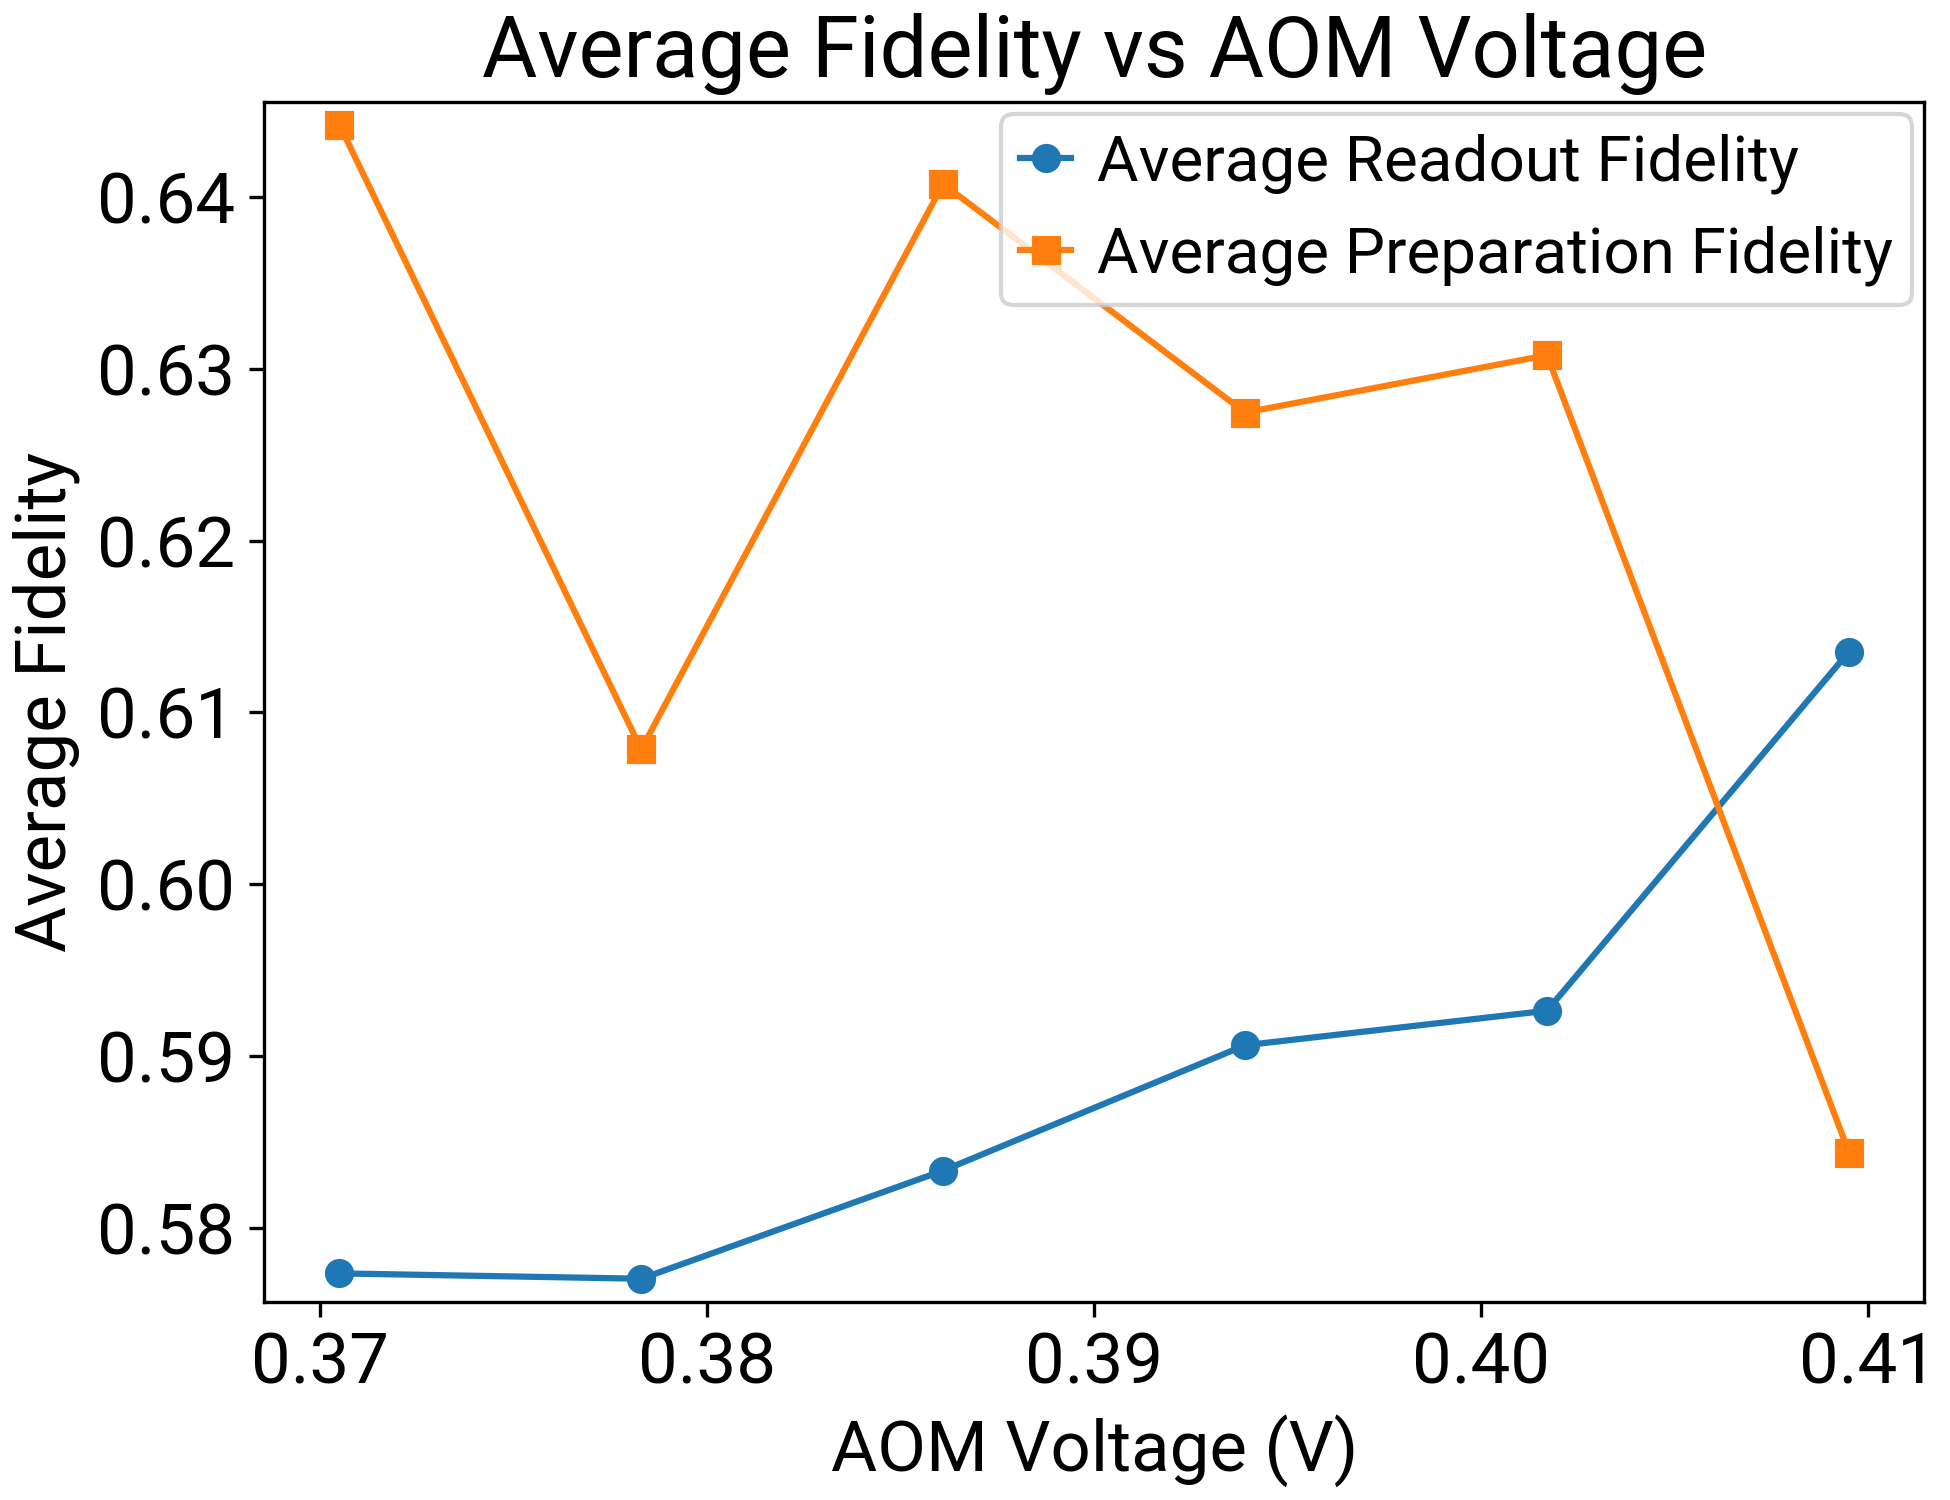 Average Fidelity vs AOM Voltage
Average Readout Fidelity
Average Preparation Fidelity
0.64
0.63
0.62
0.61
0.60
0.59
0.58
Average Fidelity
0.37 0.38 0.39 0.40 0.41
AOM Voltage (V)